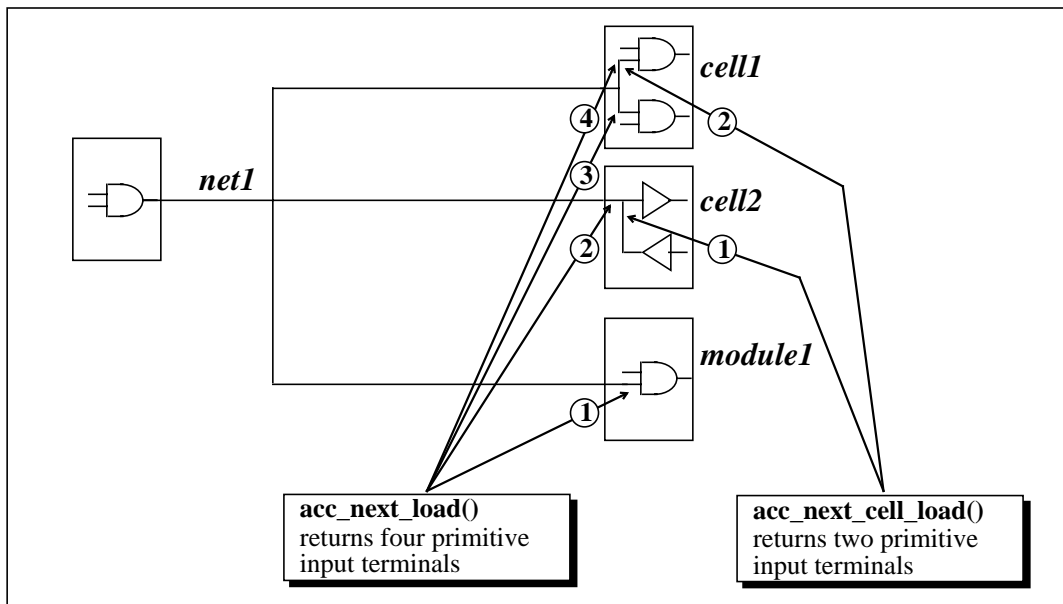 cell1
4
2
3
net1
cell2
2
1
module1
1
acc_next_load()
returns four primitive
input terminals
acc_next_cell_load()
returns two primitive
input terminals